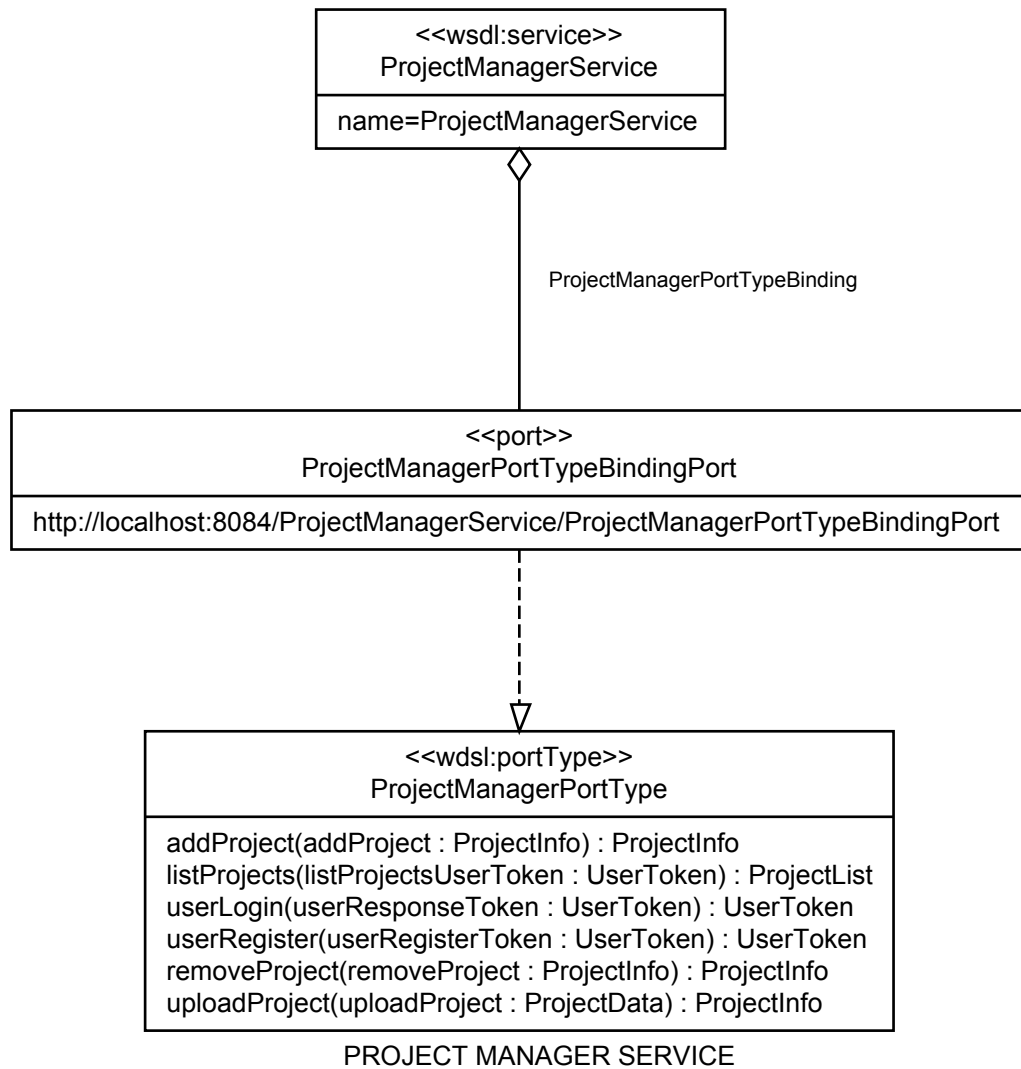 <<wsdl:service>>
ProjectManagerService
name=ProjectManagerService
ProjectManagerPortTypeBinding
<<port>>
ProjectManagerPortTypeBindingPort
http://localhost:8084/ProjectManagerService/ProjectManagerPortTypeBindingPort
<<wdsl:portType>>
ProjectManagerPortType
addProject(addProject : ProjectInfo) : ProjectInfo
listProjects(listProjectsUserToken : UserToken) : ProjectList
userLogin(userResponseToken : UserToken) : UserToken
userRegister(userRegisterToken : UserToken) : UserToken
removeProject(removeProject : ProjectInfo) : ProjectInfo
uploadProject(uploadProject : ProjectData) : ProjectInfo
PROJECT MANAGER SERVICE